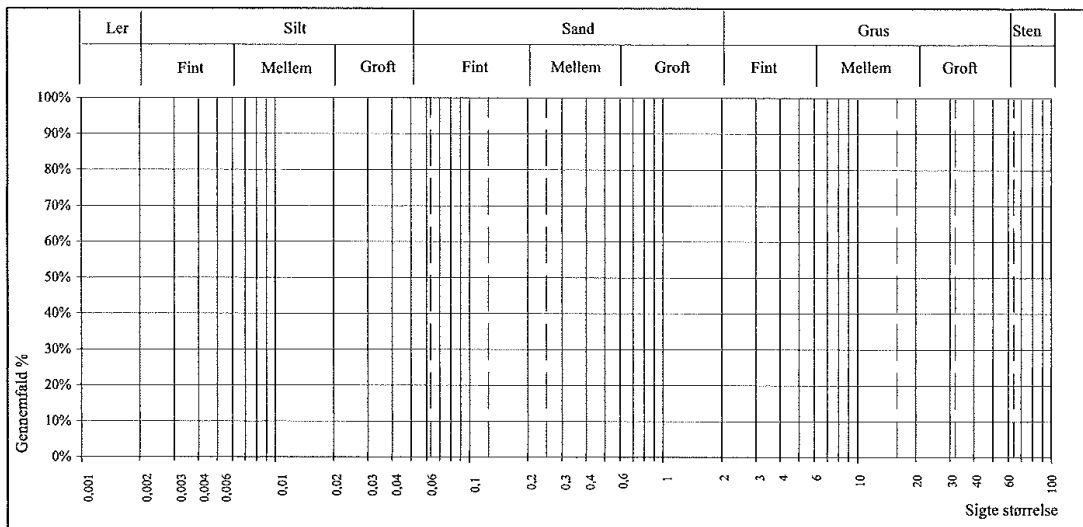 Ler Silt Sand Grus Sten
Fint Mellem Groft Fint Mellem Groft Fint Mellem Groft
100%
90%
80%
70%
60%
50%
40%
30%
20%
10%
0%
Gennemfald %
0,001 0,002 0,003 0,004 0,006 0,01 0,02 0,03 0,04 0,06 0,1 0,2 0,3 0,4 0,6 1 2 3 4 6 10 20 30 40 60 100
Sigte størrelse